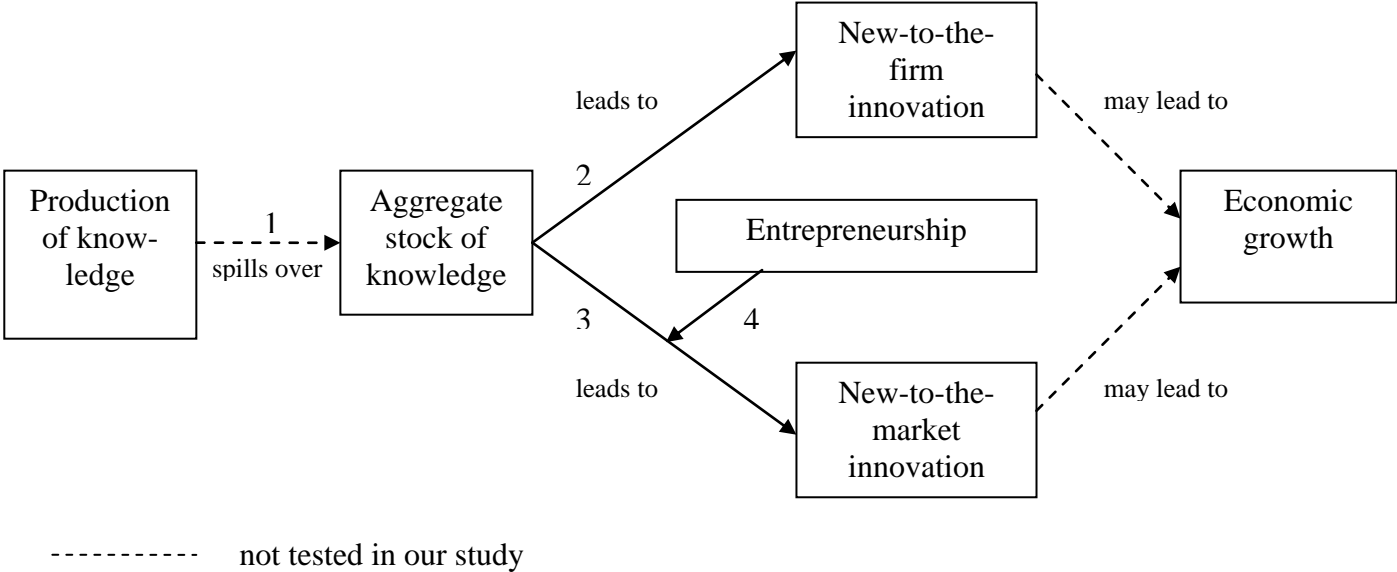 New-to-the-
firm
innovation
leads to
may lead to
2
Production
of know-
ledge
1
spills over
Aggregate
stock of
knowledge
Entrepreneurship
Economic
growth
3
4
leads to
New-to-the-
market
innovation
may lead to
not tested in our study